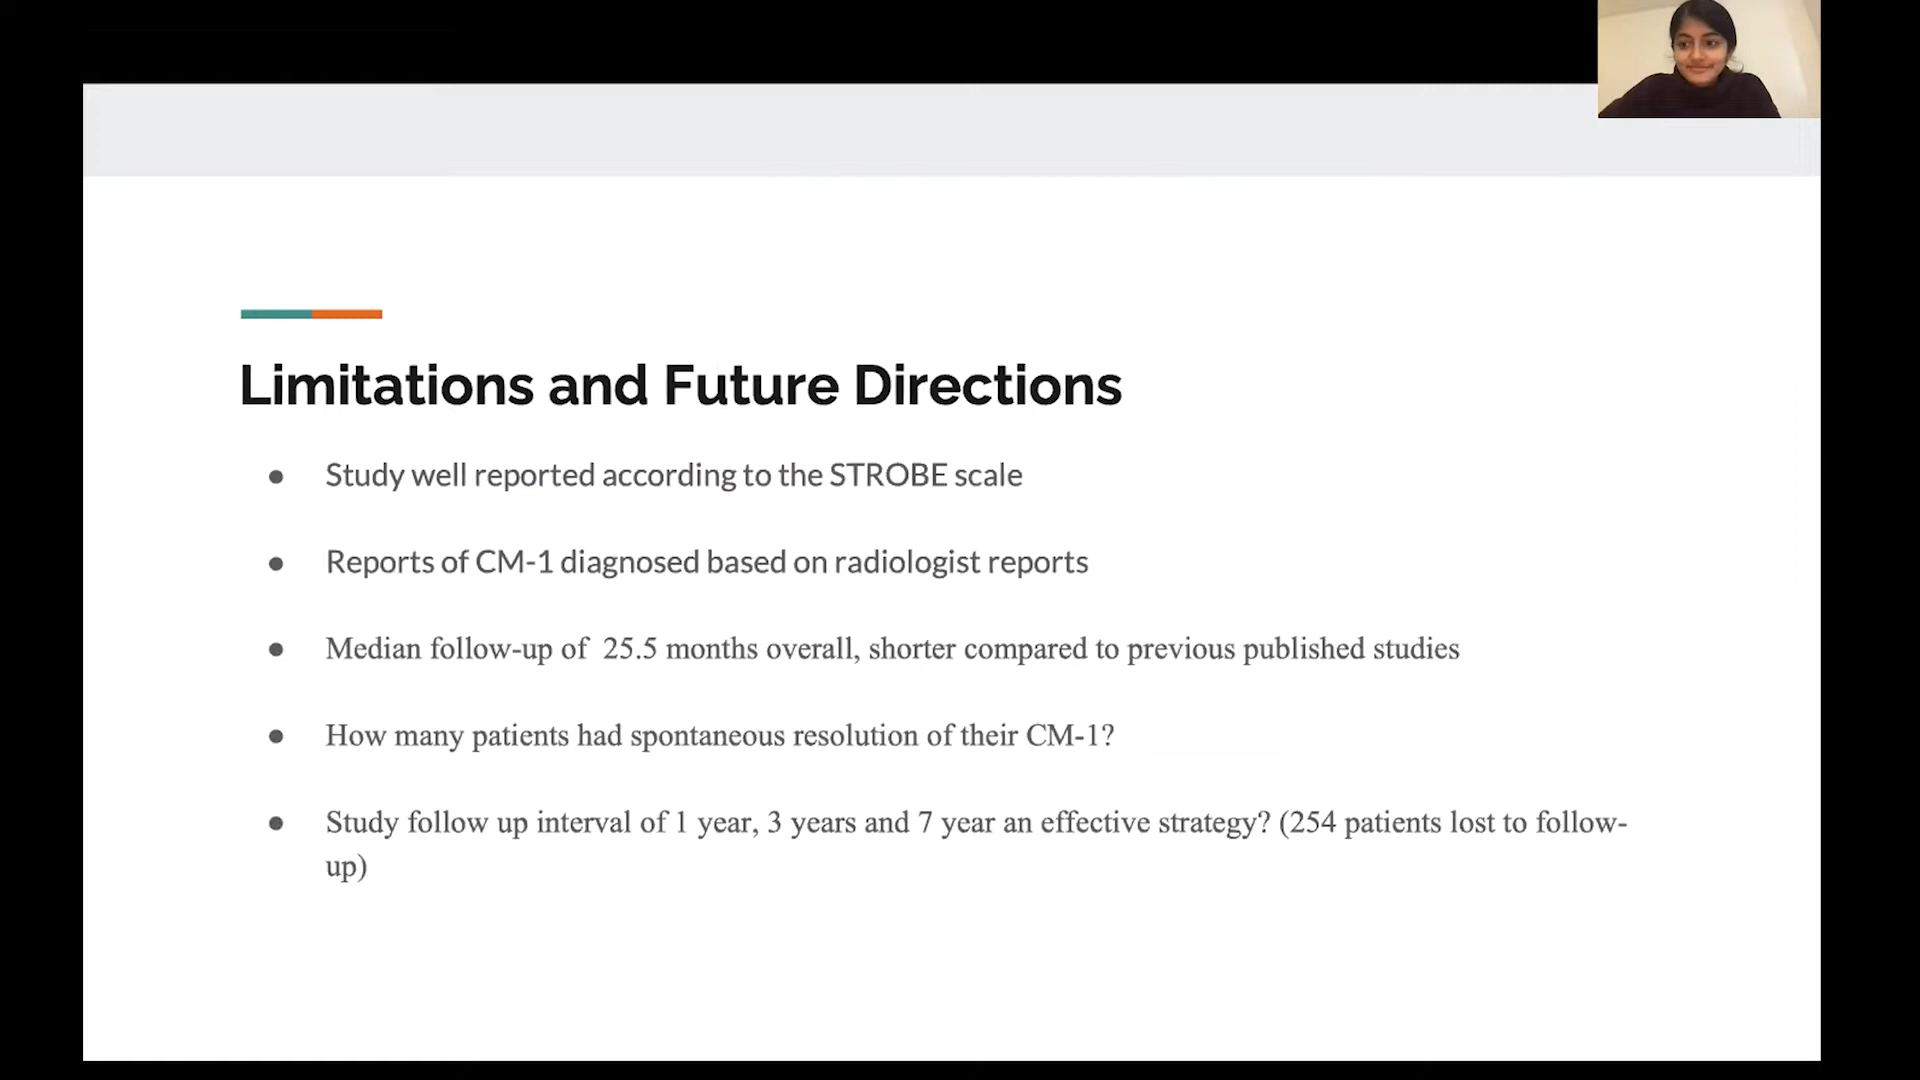 Limitations and Future Directions
● Study well reported according to the STROBE scale
● Reports of CM-1 diagnosed based on radiologist reports
● Median follow-up of  25.5 months overall, shorter compared to previous published studies
● How many patients had spontaneous resolution of their CM-1?
● Study follow up interval of 1 year, 3 years and 7 year an effective strategy? (254 patients lost to follow-
up)